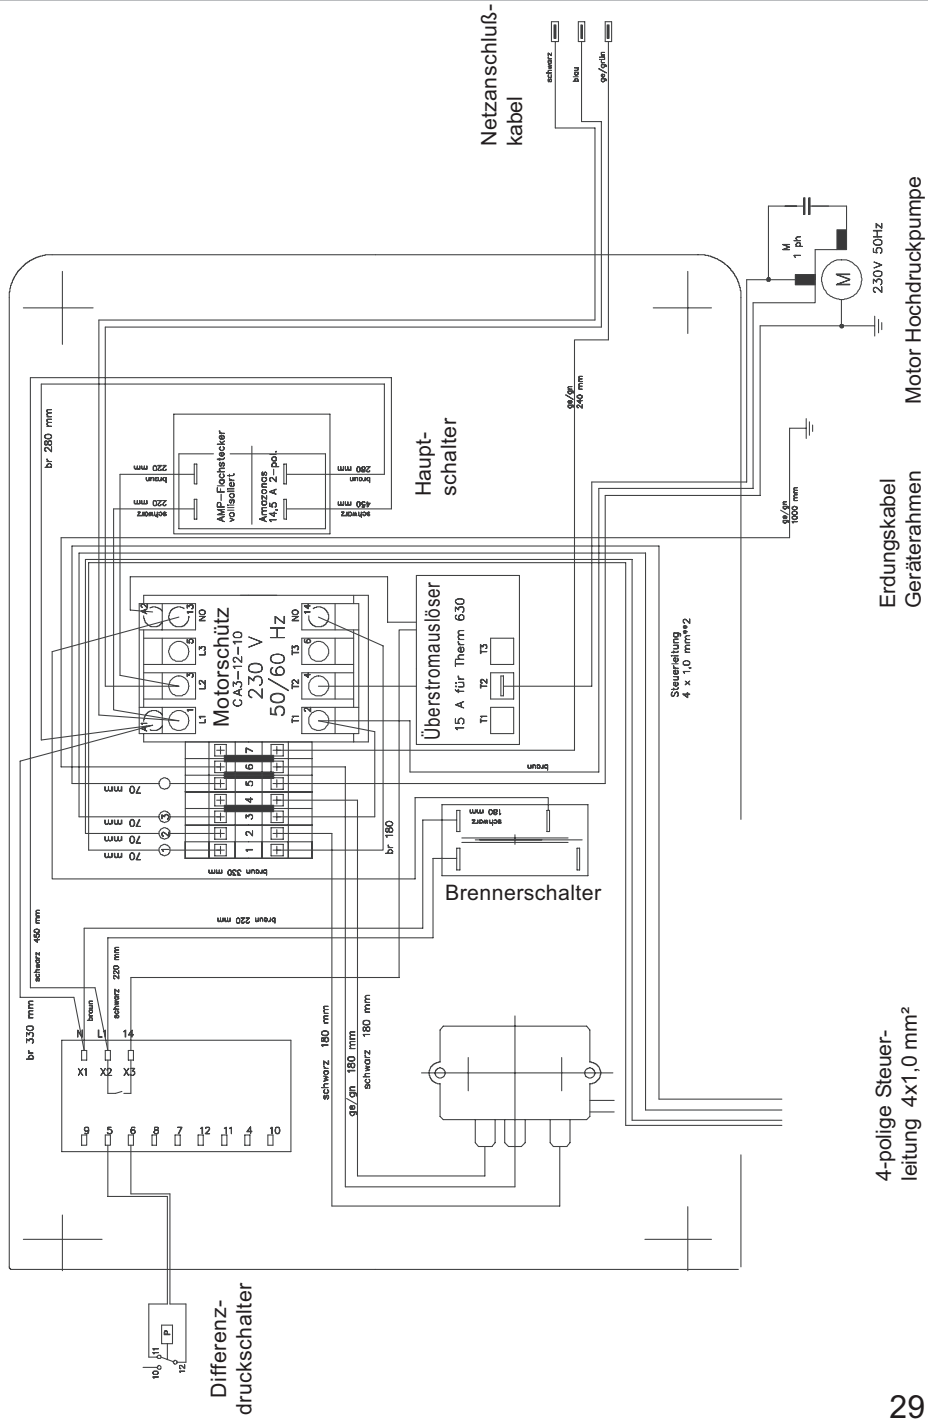 Netzanschluß-
kabel
schwarz
blau
ge/grün
br 280 mm
220 mm
braun
220 mm
schwarz
AMP-Flachstecker
vollisoliert
Amazonas
14,5 A 2-pol.
280 mm
braun
450 mm
schwarz
Haupt-
schalter
ge/gn
240 mm
M
1 ph
M
230V 50Hz
Motor Hochdruckpumpe
ge/gn
1000 mm
Erdungskabel
Geräterahmen
A2
13
NO
5
L3
3
L2
A1
1
L1
Motorschütz
CA3-12-10
230 V
50/60 Hz
14
NO
6
T3
4
T2
2
T1
Überstromauslöser
15 A für Therm 630
T1
T2
T3
Steuerleitung
4 x 1,0 mm**2
braun
70 mm
70 mm
70 mm
70 mm
3
2
1
7
6
5
4
3
2
1
br 180
braun 330 mm
180 mm
schwarz
Brennerschalter
braun 220 mm
schwarz 450 mm
schwarz 220 mm
braun
br 330 mm
N
L1
14
X1
X2
X3
9
5
6
8
7
12
11
4
10
schwarz 180 mm
ge/gn 180 mm
schwarz 180 mm
4-polige Steuer-
leitung 4x1,0 mm²
P
11
10
12
Differenz-
druckschalter
29